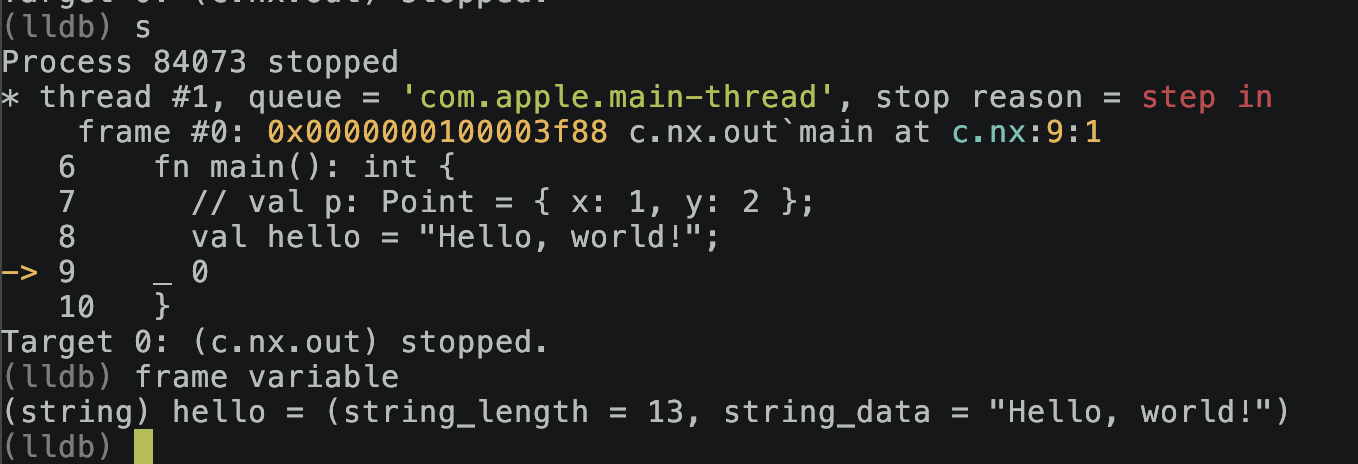 Target 0: (c.nx.out) stopped.
(lldb) s
Process 84073 stopped
* thread #1, queue = 'com.apple.main-thread', stop reason = step in
    frame #0: 0x0000000100003f88 c.nx.out`main at c.nx:9:1
   6    fn main(): int {
   7      // val p: Point = { x: 1, y: 2 };
   8      val hello = "Hello, world!";
-> 9    _ 0
   10   }
Target 0: (c.nx.out) stopped.
(lldb) frame variable
(string) hello = (string_length = 13, string_data = "Hello, world!")
(lldb)